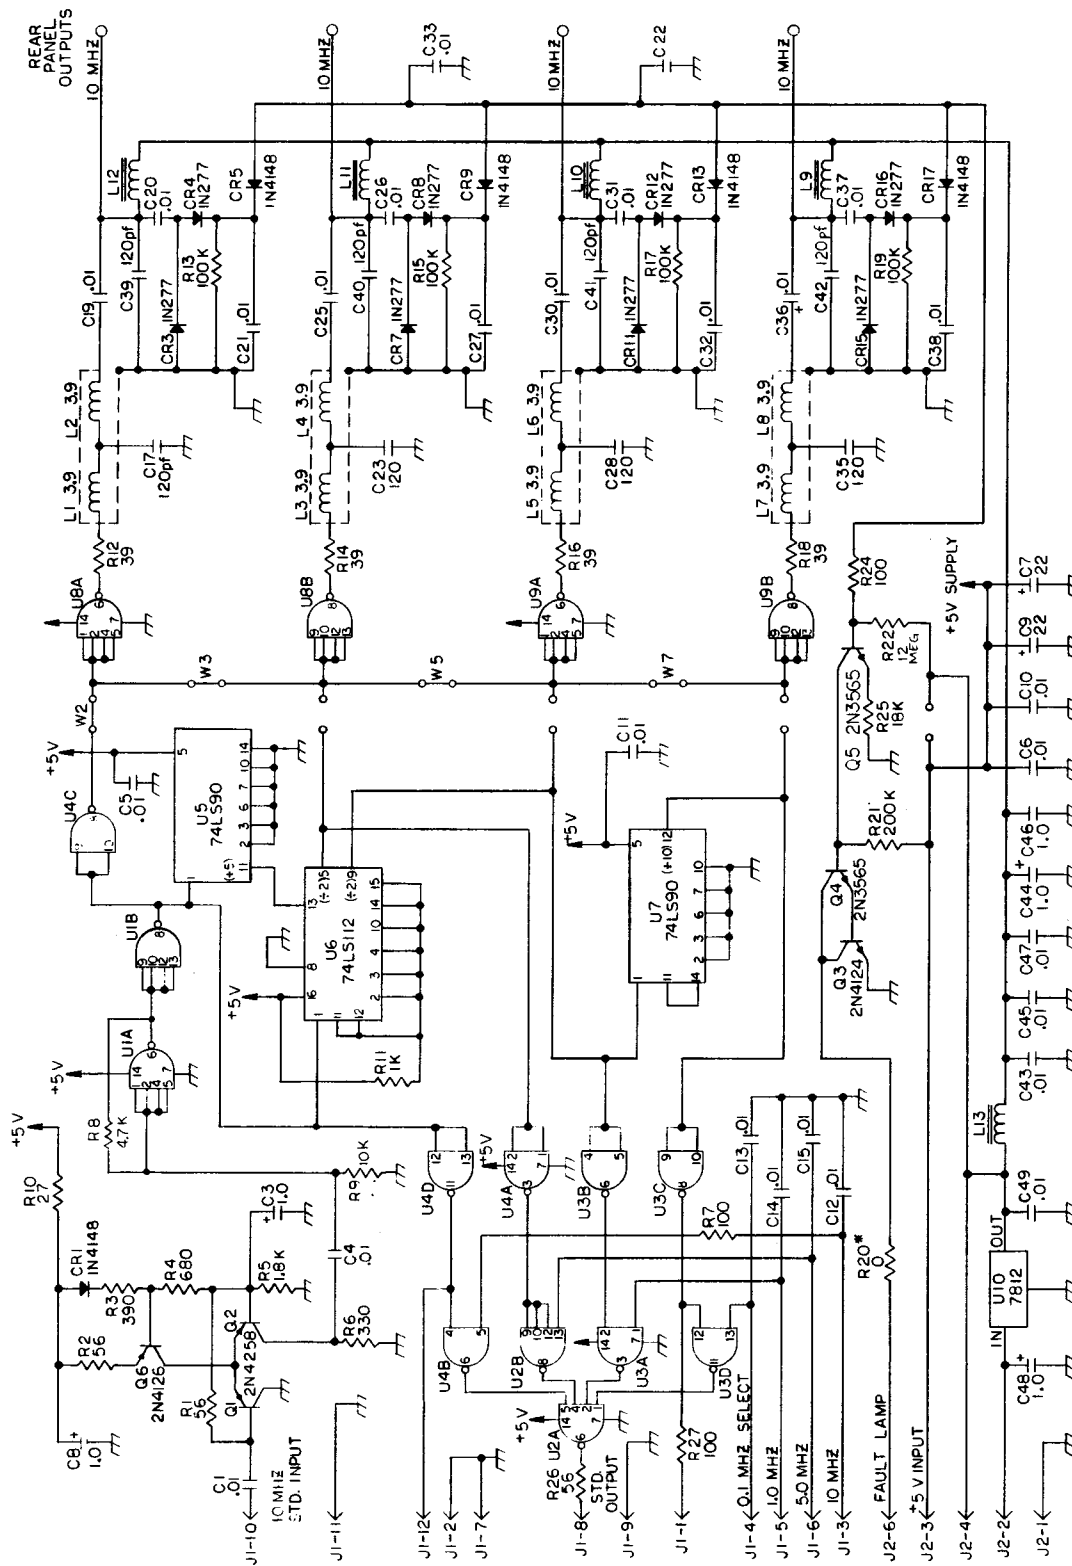 REAR
PANEL
OUTPUTS
10 MHZ
10 MHZ
10 MHZ
10 MHZ
C33
.01
C22
L12
C20
.01
CR4
1N277
CR5
1N4148
C19 .01
120pf
C39
R13
100K
CR3 1N277
C21 .01
L1 3.9
L2 3.9
C17
120pf
R12
39
U8A
L11
C26
.01
CR8
1N277
CR9
1N4148
C25 .01
120pf
C40
R15
100K
CR7 1N277
C27 .01
L3 3.9
L4 3.9
C23
120
R14
39
U8B
L10
C31
.01
CR12
1N277
CR13
1N4148
C30 .01
120pf
C41
R17
100K
CR11 1N277
C32 .01
L5 3.9
L6 3.9
C28
120
R16
39
U9A
L9
C37
.01
CR16
1N277
CR17
1N4148
C36 .01
120pf
C42
R19
100K
CR15 1N277
C38 .01
L7 3.9
L8 3.9
C35
120
R18
39
U9B
W2
W3
W5
W7
+5V
C5
.01
U4C
U5
74LS90
(÷5)
U1B
U1A
+5V
R8
4.7K
+5V
U6
74LS112
(÷2)5
(÷2)9
R11
1K
+5V
C11
.01
U7
74LS90
(÷10)12
R24
100
R22
12
MEG
Q5 2N3565
R25
18K
R21
200K
Q4
2N3565
Q3
2N4124
+5V SUPPLY
C7
22
C9
22
C10
.01
C6
.01
C46
1.0
C44
1.0
C47
.01
C45
.01
C43
.01
L13
C49
.01
OUT
U10
7812
IN
C48
1.0
+5V
R10
27
CR1
1N4148
R3
390
R4
680
R5
1.8K
C3
1.0
R2
56
Q6
2N4126
Q2
2N4258
Q1
R1
56
C8
1.0
C1
.01
C4
.01
R6
330
R9
10K
U4D
U4A
+5V
U3B
U3C
U4B
U2B
U3A
U3D
U2A
+5V
R26
56
R27
100
R7
100
C13 .01
C14 .01
C15 .01
C12 .01
R20*
0
J1-10
10 MHZ
STD. INPUT
J1-11
J1-12
J1-2
J1-7
J1-8
STD.
OUTPUT
J1-9
J1-1
J1-4 0.1 MHZ SELECT
J1-5 1.0 MHZ
J1-6 5.0 MHZ
J1-3 10 MHZ
J2-6 FAULT LAMP
J2-3 +5V INPUT
J2-4
J2-2
J2-1